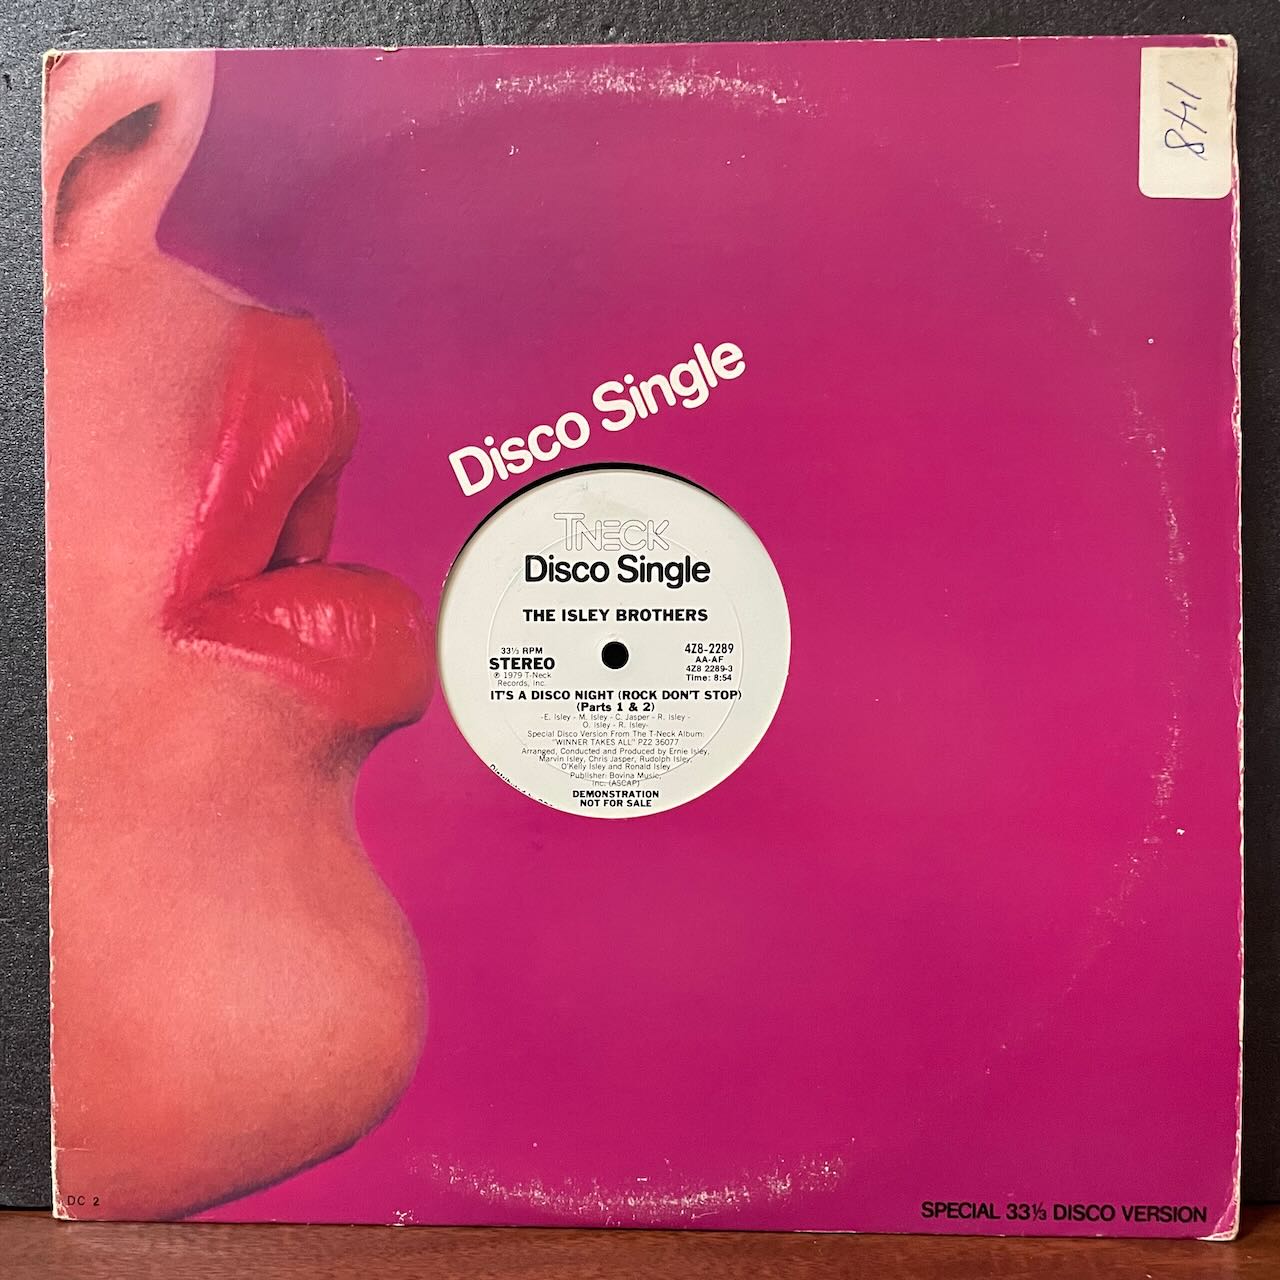 148
Disco Single
TNECK
Disco Single
THE ISLEY BROTHERS
33⅓ RPM
STEREO
℗ 1979 T-Neck
Records, Inc.
4Z8-2289
AA-AF
4Z8 2289-3
Time: 8:54
IT'S A DISCO NIGHT (ROCK DON'T STOP)
(Parts 1 & 2)
-E. Isley - M. Isley - C. Jasper - R. Isley -
O. Isley - R. Isley-
Special Disco Version From The T-Neck Album:
"WINNER TAKES ALL" PZ2 36077
Arranged, Conducted and Produced by Ernie Isley,
Marvin Isley, Chris Jasper, Rudolph Isley,
O'Kelly Isley and Ronald Isley
Publisher: Bovina Music,
Inc. (ASCAP)
DEMONSTRATION
NOT FOR SALE
DC 2
SPECIAL 33⅓ DISCO VERSION